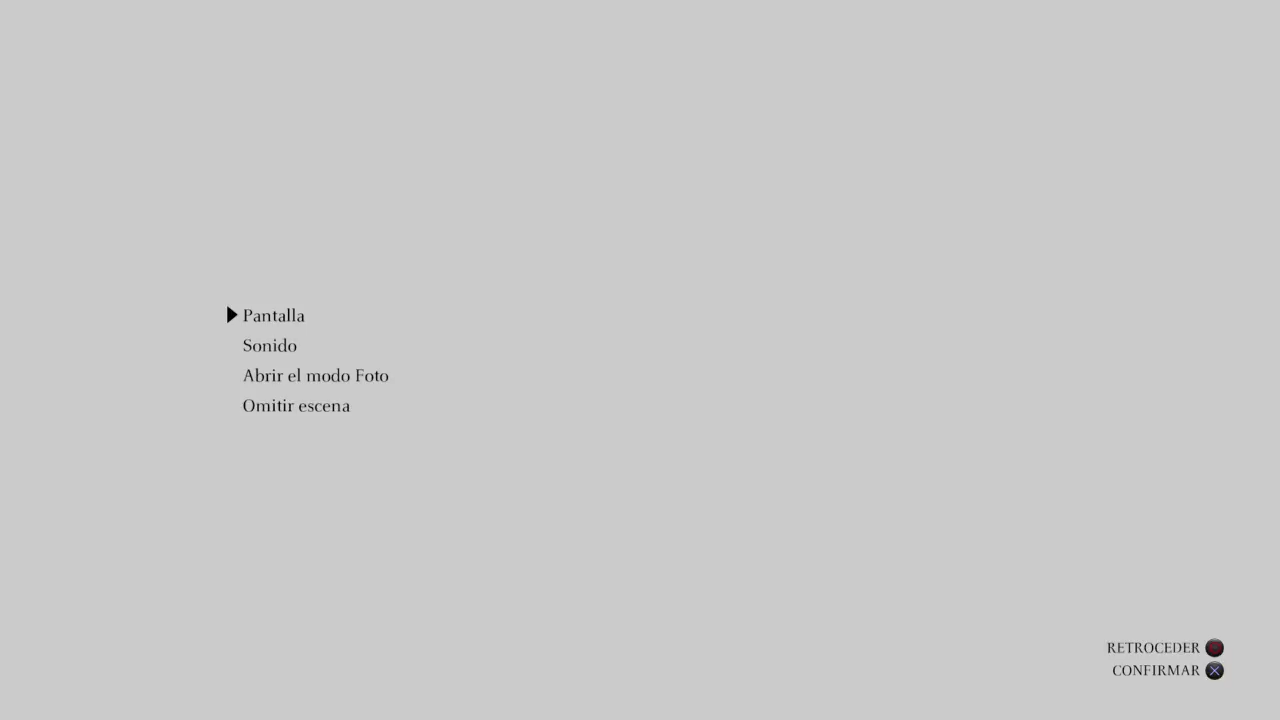 Pantalla
Sonido
Abrir el modo Foto
Omitir escena
RETROCEDER
CONFIRMAR